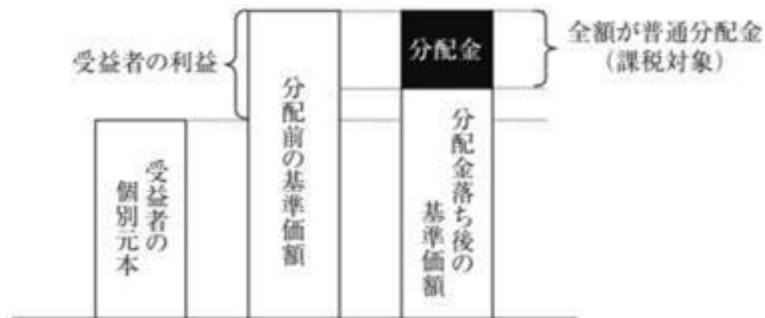 受益者の利益
受益者の
個別元本
分配前の基準価額
分配金
分配金落ち後の
基準価額
全額が普通分配金
(課税対象)